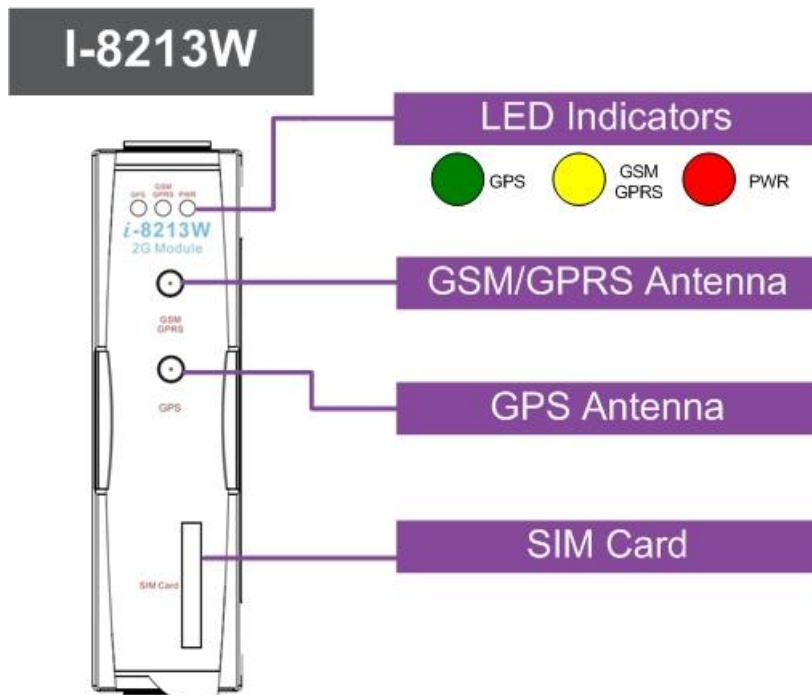 I-8213W
LED Indicators
GPS
GSM
GPRS
PWR
GPS
GSM
GPRS
PWR
i-8213W
2G Module
GSM/GPRS Antenna
GSM
GPRS
GPS Antenna
GPS
SIM Card
SIM Card